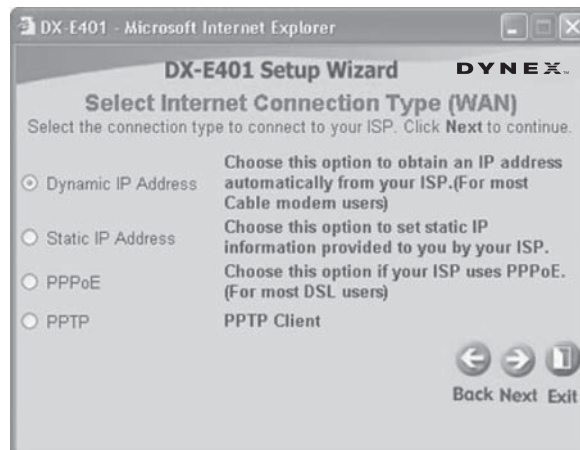 DX-E401 - Microsoft Internet Explorer
DX-E401 Setup Wizard
DYNEX™
Select Internet Connection Type (WAN)
Select the connection type to connect to your ISP. Click Next to continue.
Dynamic IP Address
Choose this option to obtain an IP address
automatically from your ISP.(For most
Cable modem users)
Static IP Address
Choose this option to set static IP
information provided to you by your ISP.
PPPoE
Choose this option if your ISP uses PPPoE.
(For most DSL users)
PPTP
PPTP Client
Back Next Exit